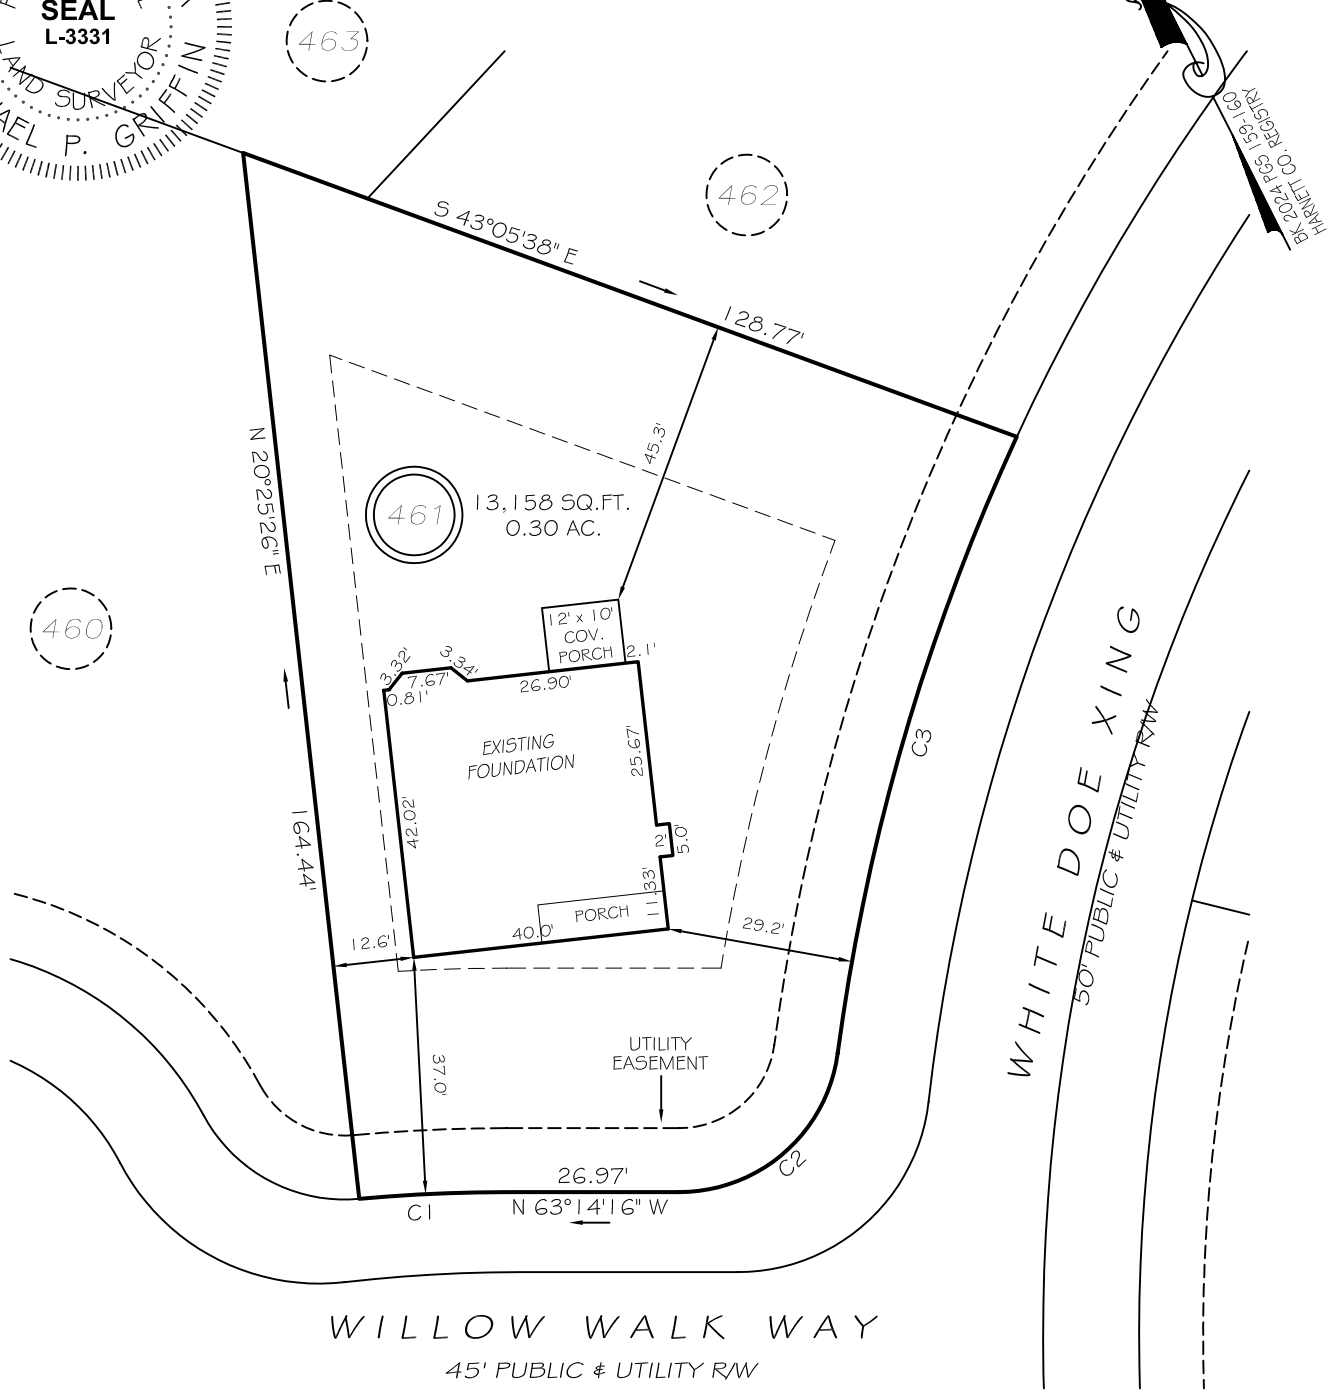 SEAL
L-3331
LAND SURVEYOR
AEL P. GRIFFIN
463
462
BK 2024 PGS 159-160
HARNETT CO. REGISTRY
S 43°05'38" E
128.77'
N 20°25'26" E
164.44'
45.3'
461
13,158 SQ.FT.
0.30 AC.
460
12' x 10'
COV.
PORCH
2.1'
3.32'
7.67'
3.34'
0.81'
26.90'
EXISTING
FOUNDATION
25.67'
42.02'
2'
5.0'
11.33'
PORCH
40.0'
12.6'
29.2'
37.0'
UTILITY
EASEMENT
C3
C2
C1
26.97'
N 63°14'16" W
WHITE DOE XING
50' PUBLIC & UTILITY R/W
WILLOW WALK WAY
45' PUBLIC & UTILITY R/W